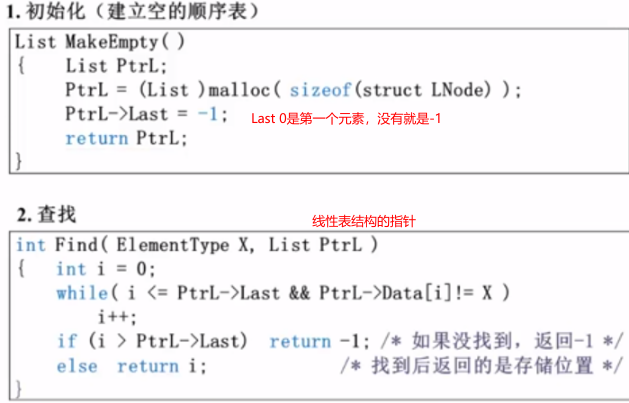 1. 初始化（建立空的顺序表）
List MakeEmpty( )
{ List PtrL;
PtrL = (List )malloc( sizeof(struct LNode) );
PtrL->Last = -1; Last 0是第一个元素，没有就是-1
return PtrL;
}
2. 查找
线性表结构的指针
int Find( ElementType X, List PtrL )
{ int i = 0;
while( i <= PtrL->Last && PtrL->Data[i]!= X )
i++;
if (i > PtrL->Last) return -1; /* 如果没找到，返回-1 */
else return i; /* 找到后返回的是存储位置 */
}